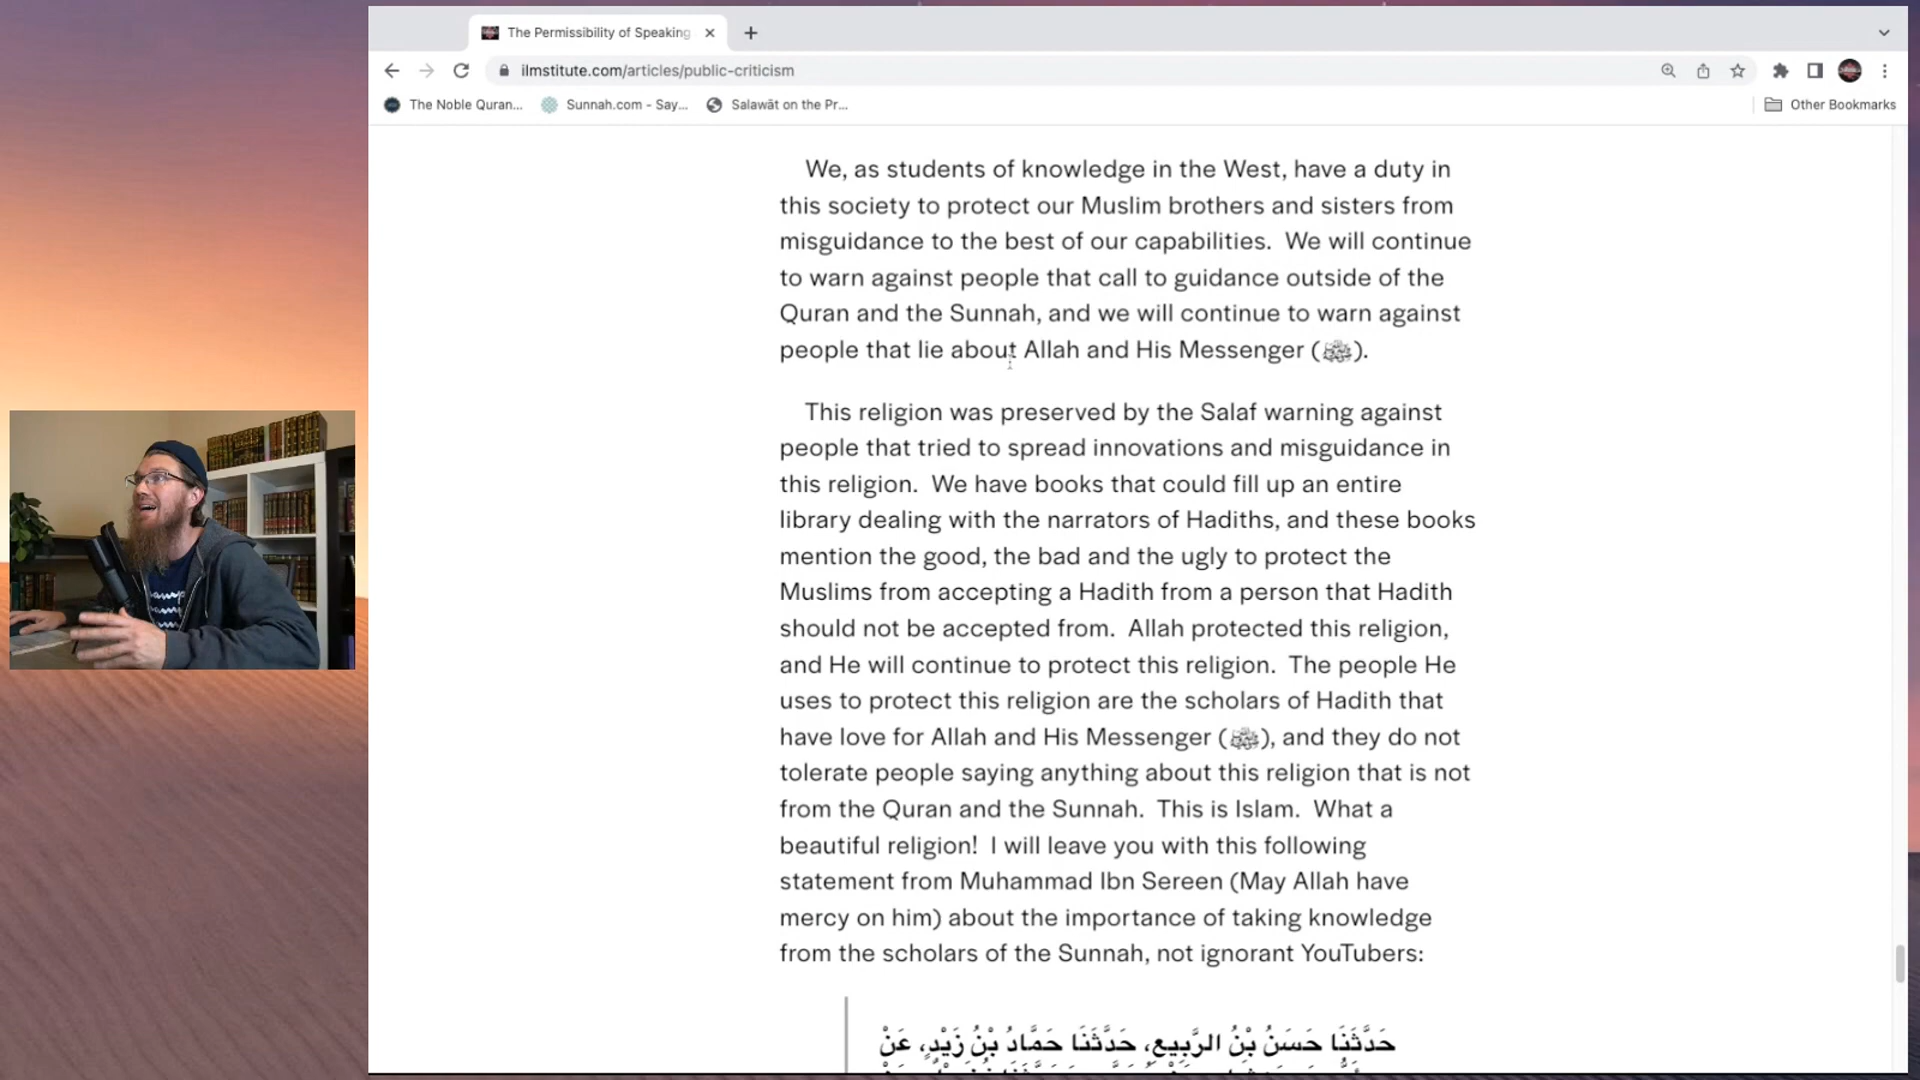 The Permissibility of Speaking
ilmstitute.com/articles/public-criticism
The Noble Quran...
Sunnah.com - Say...
Salawāt on the Pr...
Other Bookmarks
We, as students of knowledge in the West, have a duty in
this society to protect our Muslim brothers and sisters from
misguidance to the best of our capabilities. We will continue
to warn against people that call to guidance outside of the
Quran and the Sunnah, and we will continue to warn against
people that lie about Allah and His Messenger (ﷺ).
This religion was preserved by the Salaf warning against
people that tried to spread innovations and misguidance in
this religion. We have books that could fill up an entire
library dealing with the narrators of Hadiths, and these books
mention the good, the bad and the ugly to protect the
Muslims from accepting a Hadith from a person that Hadith
should not be accepted from. Allah protected this religion,
and He will continue to protect this religion. The people He
uses to protect this religion are the scholars of Hadith that
have love for Allah and His Messenger (ﷺ), and they do not
tolerate people saying anything about this religion that is not
from the Quran and the Sunnah. This is Islam. What a
beautiful religion! I will leave you with this following
statement from Muhammad Ibn Sereen (May Allah have
mercy on him) about the importance of taking knowledge
from the scholars of the Sunnah, not ignorant YouTubers:
حَدَّثَنَا حَسَنُ بْنُ الرَّبِيعِ، حَدَّثَنَا حَمَّادُ بْنُ زَيْدٍ، عَنْ